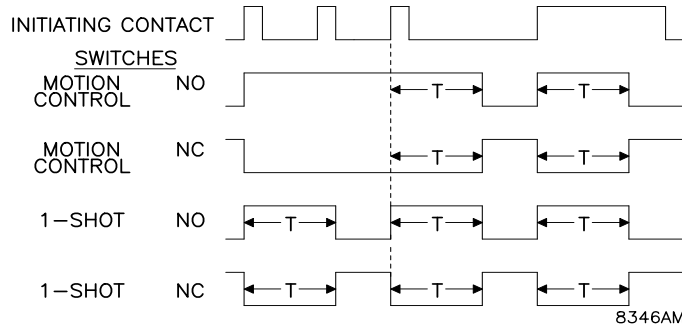 INITIATING CONTACT
SWITCHES
MOTION CONTROL NO
T T
MOTION CONTROL NC
T T
1-SHOT NO
T T T
1-SHOT NC
T T T
8346AM